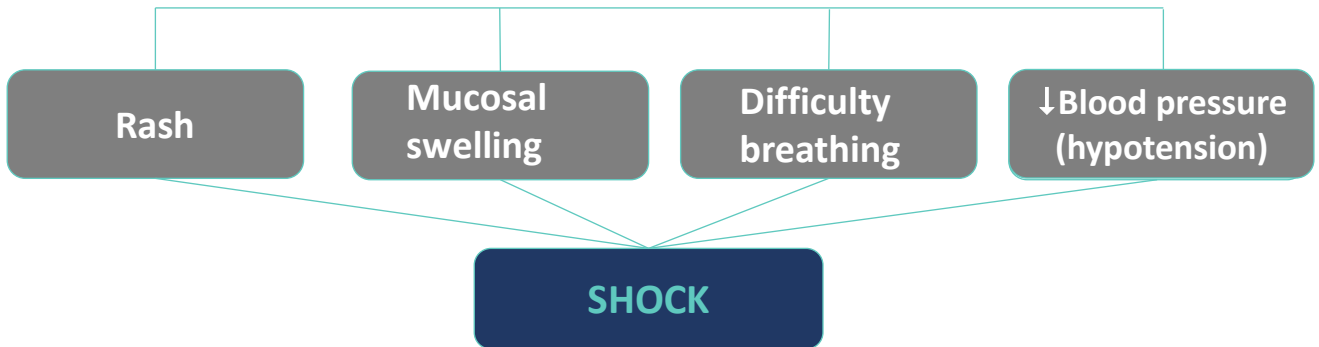 Rash
Mucosal
swelling
Difficulty
breathing
↓Blood pressure
(hypotension)
SHOCK